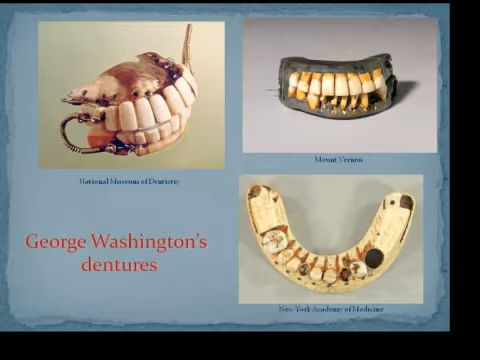 National Museum of Dentistry
Mount Vernon
George Washington's
dentures
New York Academy of Medicine